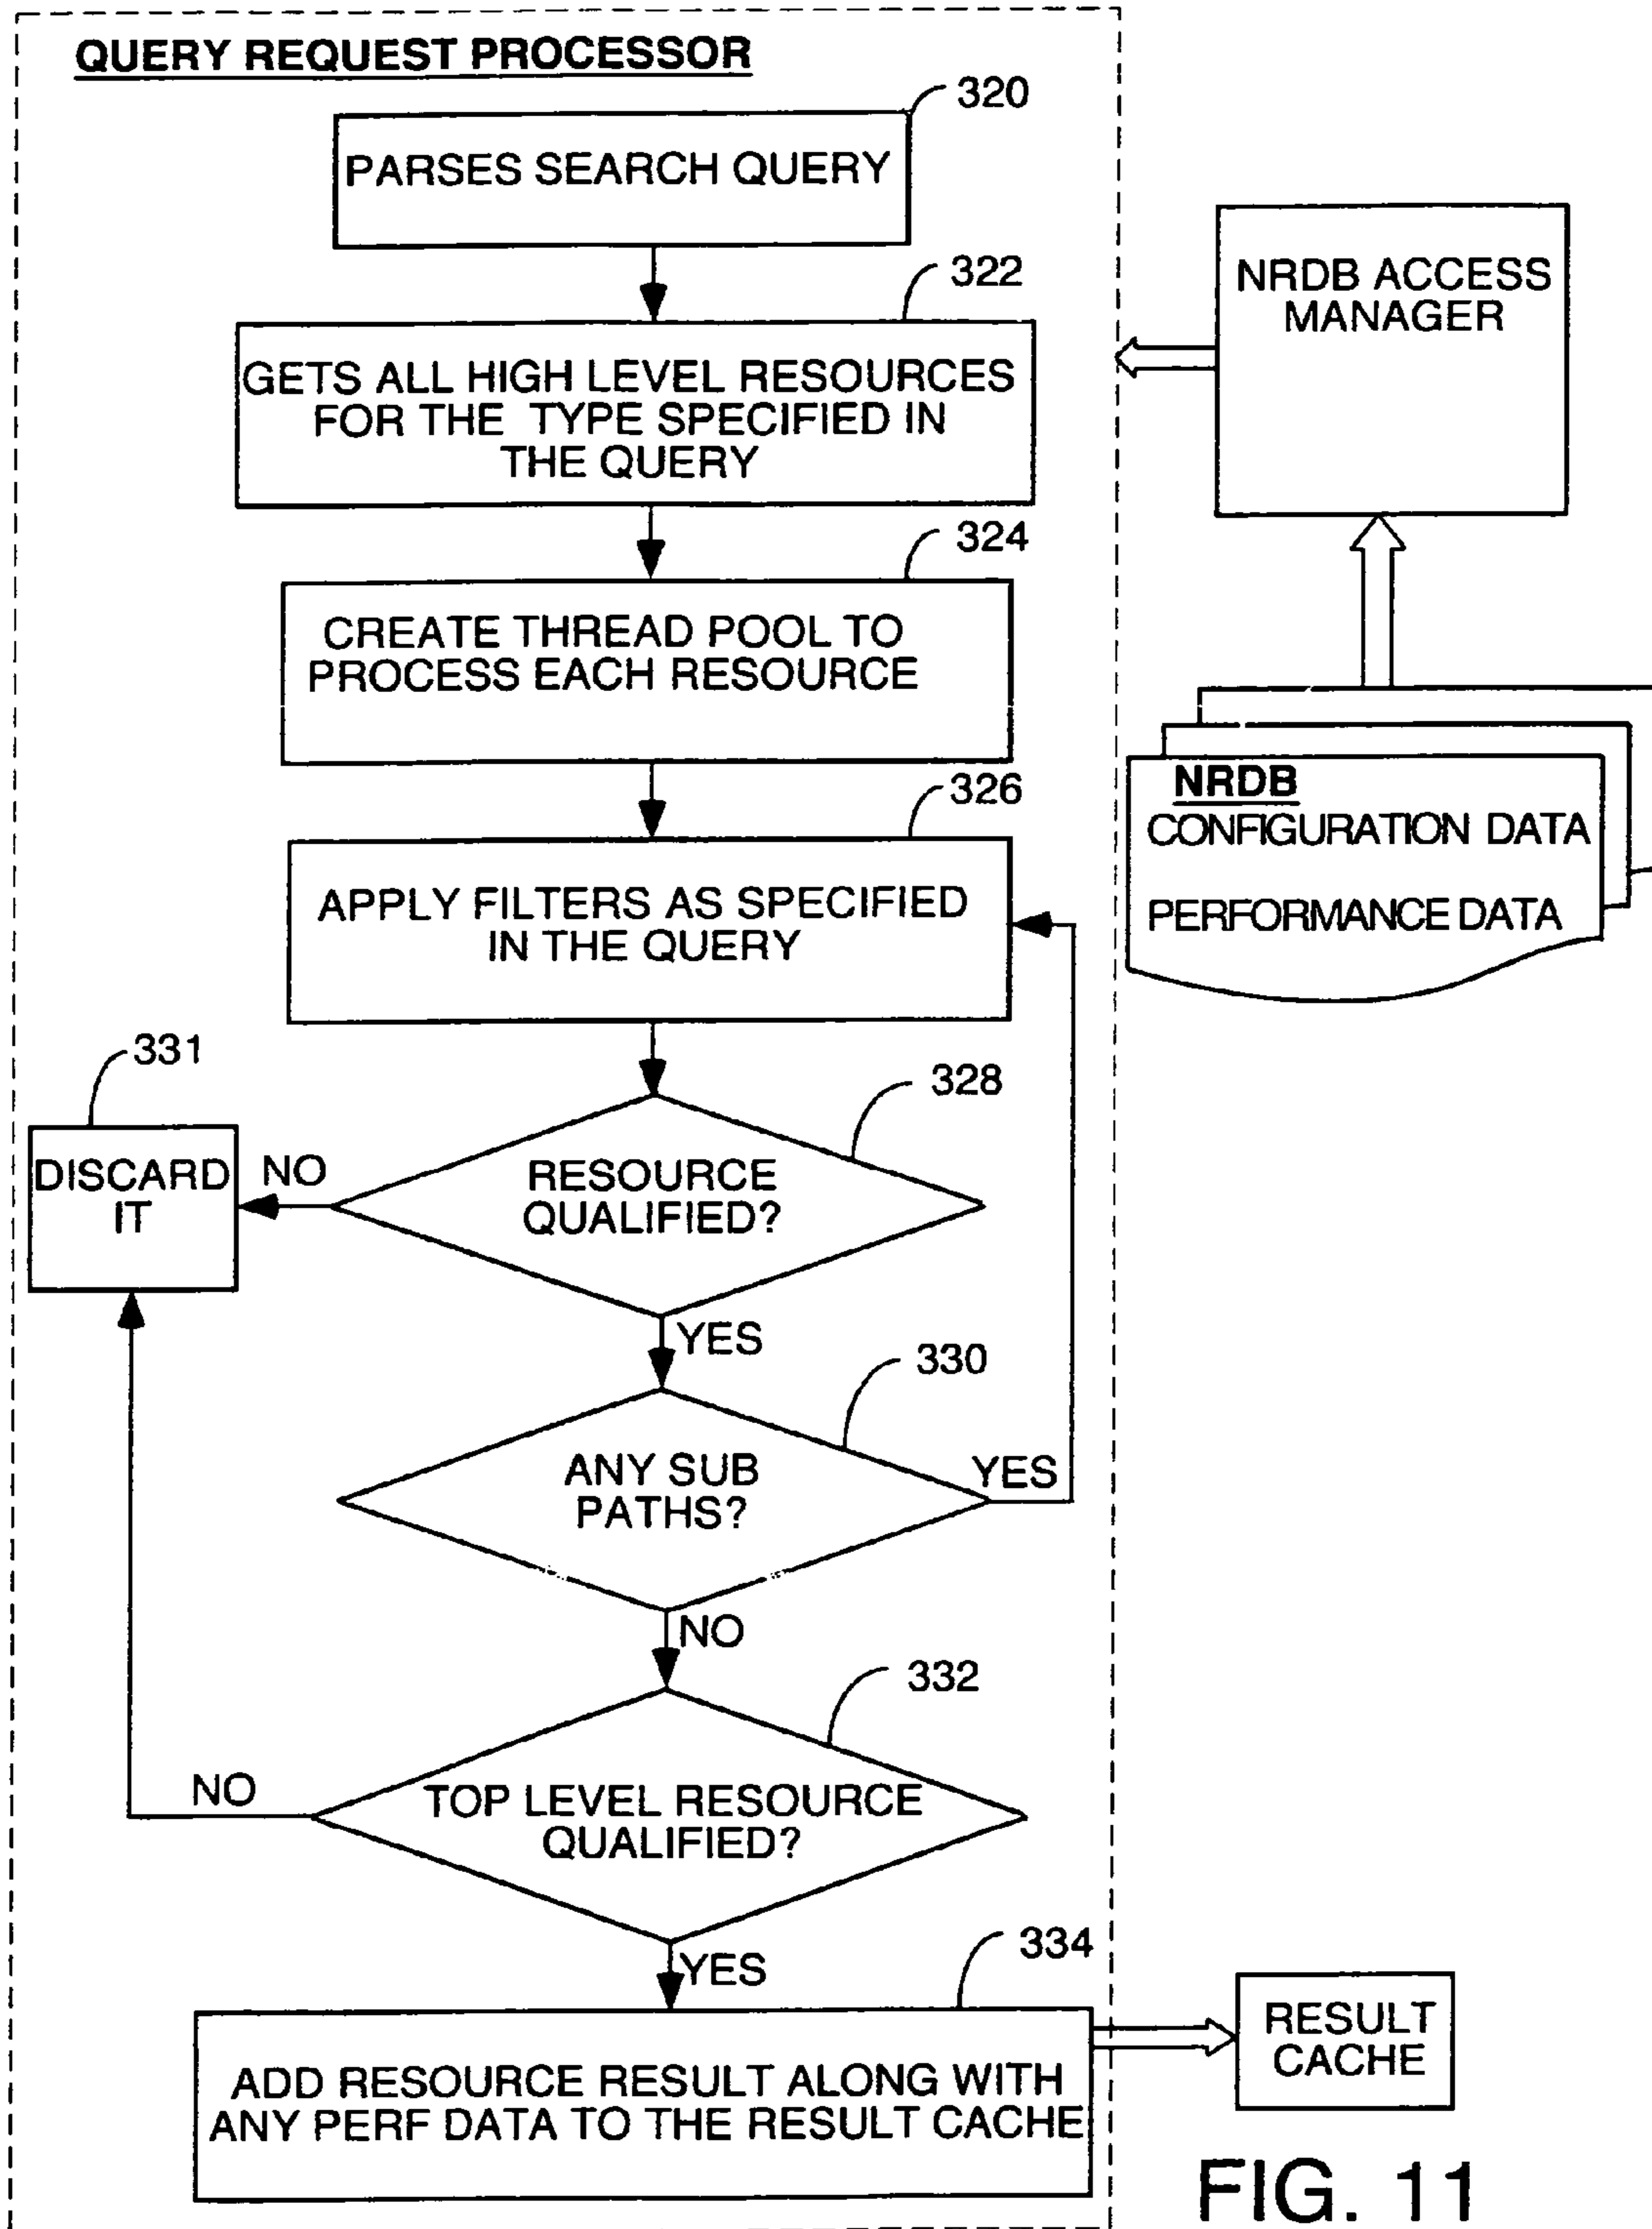 QUERY REQUEST PROCESSOR
320
PARSES SEARCH QUERY
322
GETS ALL HIGH LEVEL RESOURCES
FOR THE TYPE SPECIFIED IN
THE QUERY
NRDB ACCESS
MANAGER
324
CREATE THREAD POOL TO
PROCESS EACH RESOURCE
NRDB
CONFIGURATION DATA
PERFORMANCE DATA
326
APPLY FILTERS AS SPECIFIED
IN THE QUERY
331
DISCARD
IT
NO
328
RESOURCE
QUALIFIED?
YES
330
ANY SUB
PATHS?
YES
NO
332
TOP LEVEL RESOURCE
QUALIFIED?
NO
YES
334
ADD RESOURCE RESULT ALONG WITH
ANY PERF DATA TO THE RESULT CACHE
RESULT
CACHE
FIG. 11